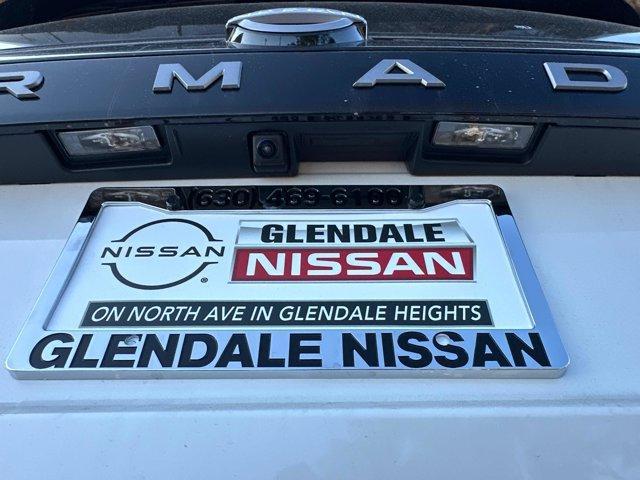 R M A D
(630) 469-6100
NISSAN
GLENDALE
NISSAN
ON NORTH AVE IN GLENDALE HEIGHTS
GLENDALE NISSAN